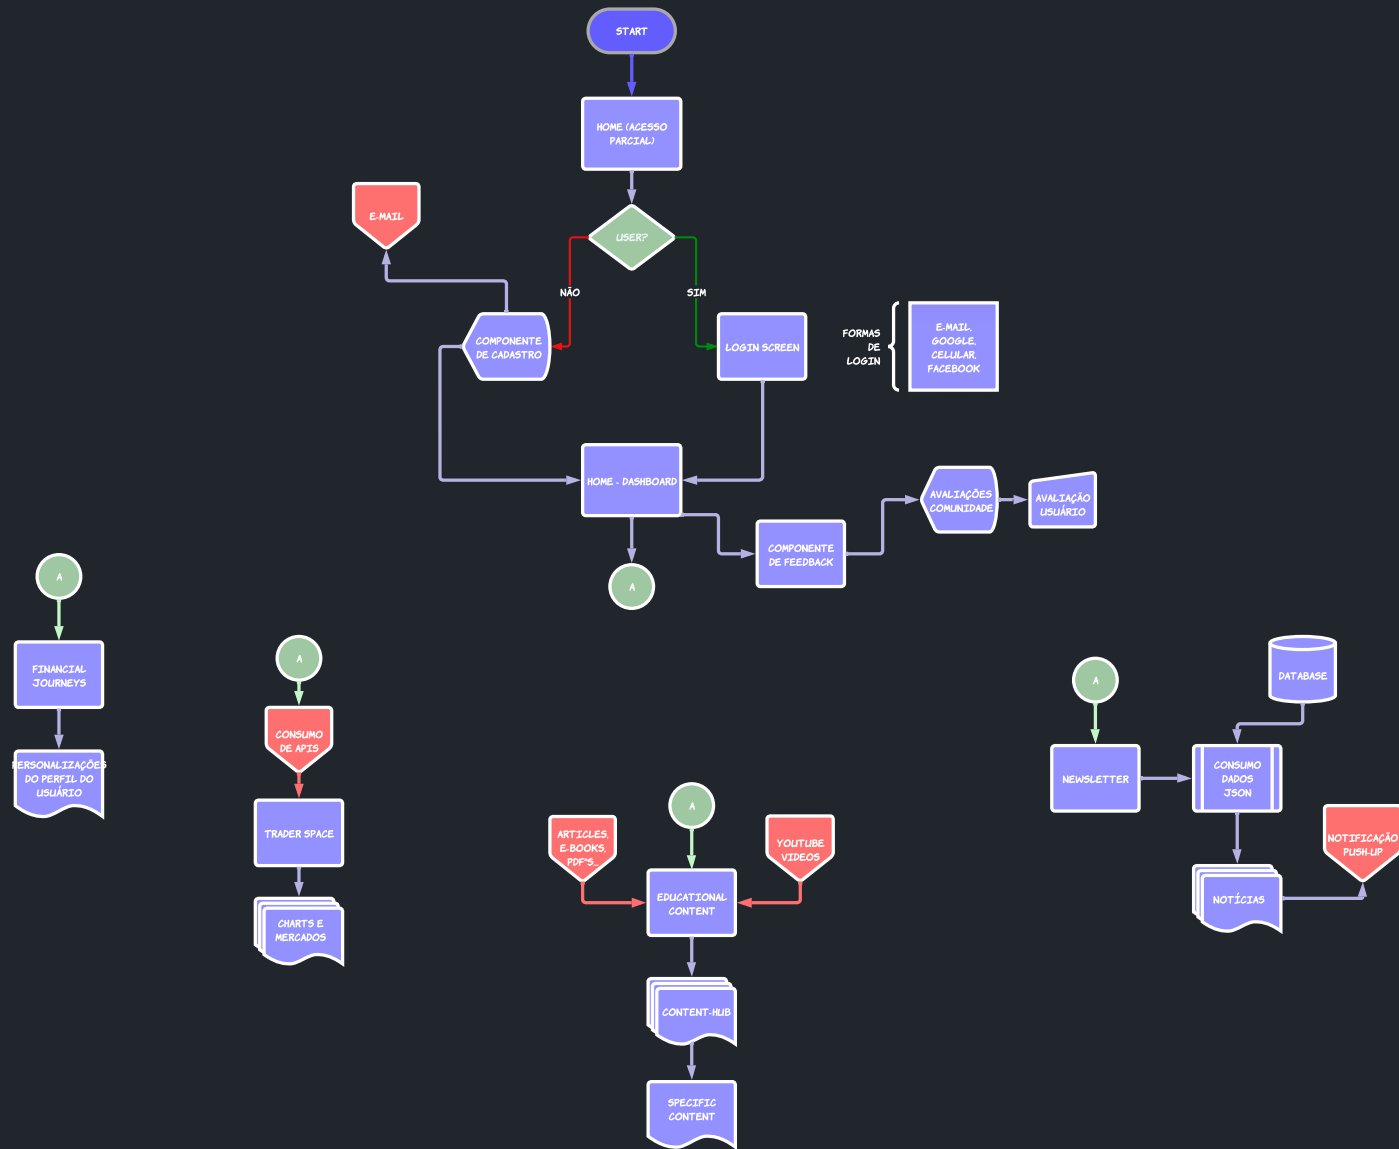 START
HOME (ACESSO
PARCIAL)
E-MAIL
USER?
NÃO
SIM
COMPONENTE
DE CADASTRO
LOGIN SCREEN
FORMAS
DE
LOGIN
E-MAIL,
GOOGLE,
CELULAR,
FACEBOOK
HOME - DASHBOARD
AVALIAÇÕES
COMUNIDADE
AVALIAÇÃO
USUÁRIO
COMPONENTE
DE FEEDBACK
A
A
FINANCIAL
JOURNEYS
PERSONALIZAÇÕES
DO PERFIL DO
USUÁRIO
A
CONSUMO
DE APIS
TRADER SPACE
CHARTS E
MERCADOS
A
ARTICLES,
E-BOOKS,
PDF'S...
YOUTUBE
VIDEOS
EDUCATIONAL
CONTENT
CONTENT-HUB
SPECIFIC
CONTENT
A
DATABASE
NEWSLETTER
CONSUMO
DADOS
JSON
NOTIFICAÇÃO
PUSH-UP
NOTÍCIAS